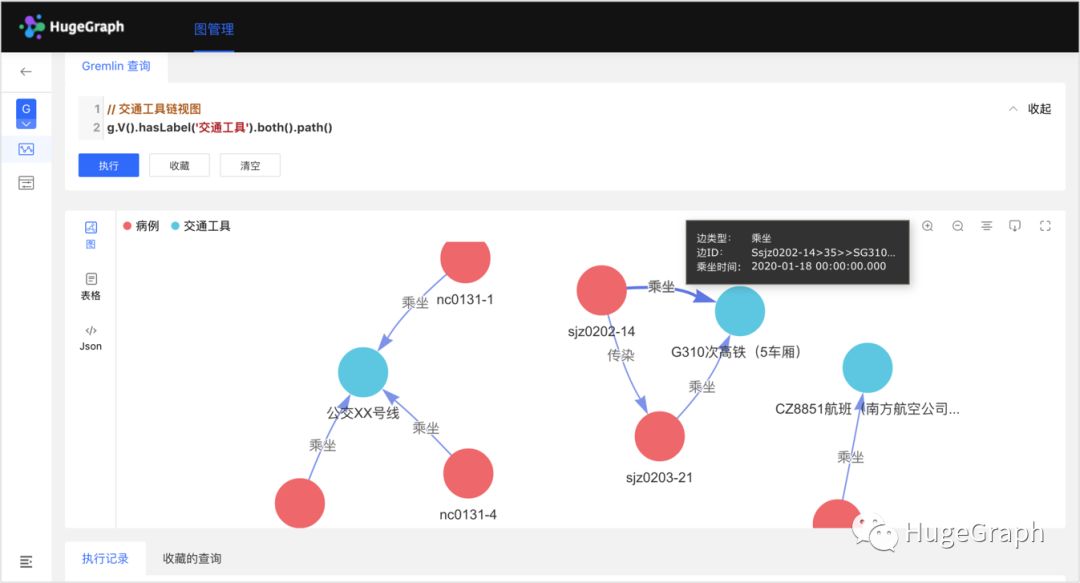 HugeGraph
图管理
Gremlin 查询
G
1 // 交通工具链视图
2 g.V().hasLabel('交通工具').both().path()
收起
执行
收藏
清空
图
表格
Json
病例
交通工具
边类型： 乘坐
边ID： Ssjz0202-14>35>>SG310...
乘坐时间： 2020-01-18 00:00:00.000
乘坐
nc0131-1
公交XX号线
乘坐
乘坐
nc0131-4
乘坐
sjz0202-14
传染
G310次高铁（5车厢）
乘坐
sjz0203-21
CZ8851航班（南方航空公司...
乘坐
HugeGraph
执行记录
收藏的查询